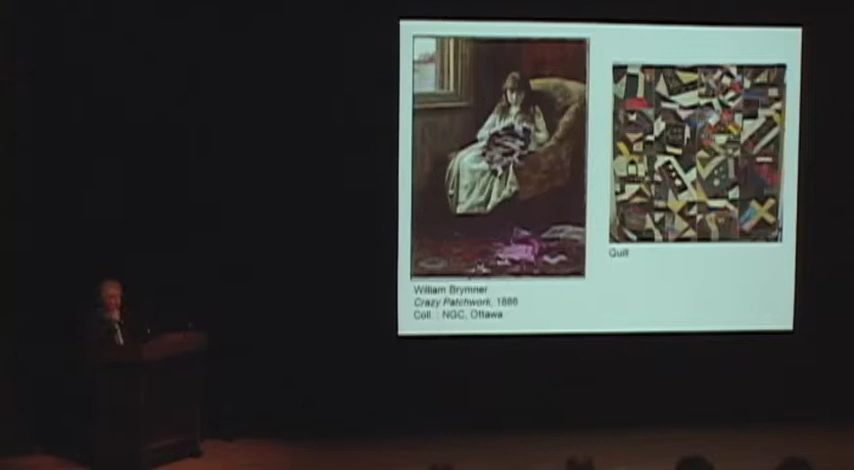 William Brymner
Crazy Patchwork, 1886
Coll. : NGC, Ottawa
Quilt